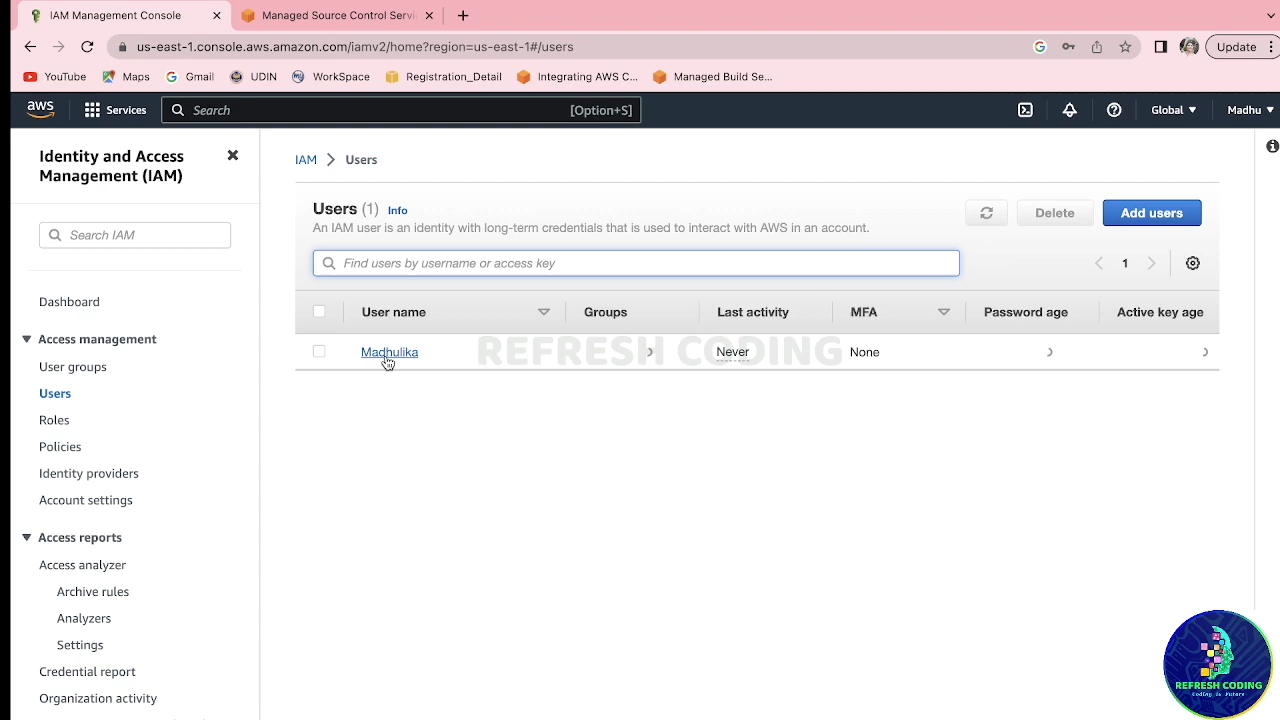 IAM Management Console
Managed Source Control Servi
us-east-1.console.aws.amazon.com/iamv2/home?region=us-east-1#/users
Update
YouTube
Maps
Gmail
UDIN
WorkSpace
Registration_Detail
Integrating AWS C...
Managed Build Se...
aws
Services
Search
[Option+S]
Global
Madhu
Identity and Access
Management (IAM)
Search IAM
Dashboard
Access management
User groups
Users
Roles
Policies
Identity providers
Account settings
Access reports
Access analyzer
Archive rules
Analyzers
Settings
Credential report
Organization activity
IAM > Users
Users (1) Info
An IAM user is an identity with long-term credentials that is used to interact with AWS in an account.
Delete
Add users
Find users by username or access key
1
User name
Groups
Last activity
MFA
Password age
Active key age
Madhulika
Never
None
REFRESH CODING
REFRESH CODING
Coding is Future